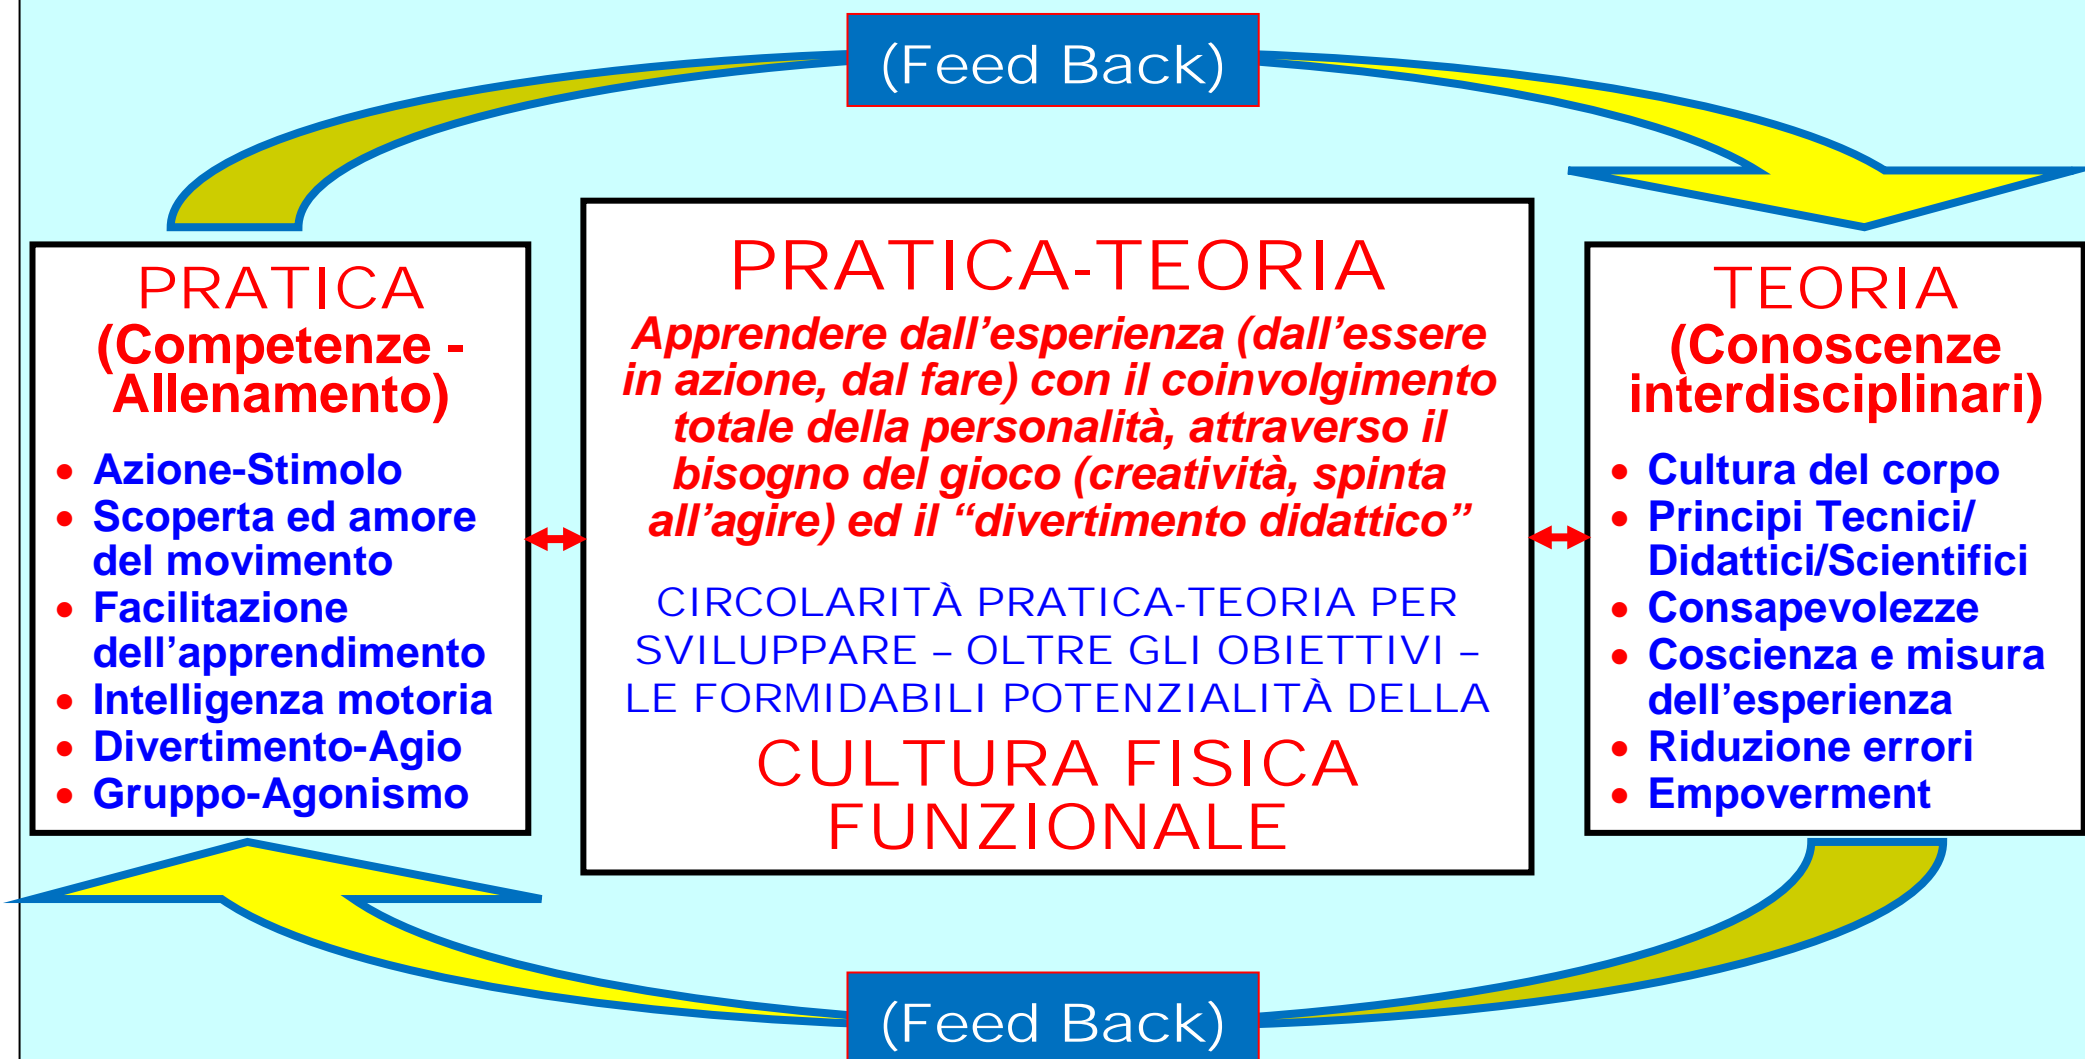 (Feed Back)
PRATICA
(Competenze -
Allenamento)
• Azione-Stimolo
• Scoperta ed amore
del movimento
• Facilitazione
dell’apprendimento
• Intelligenza motoria
• Divertimento-Agio
• Gruppo-Agonismo
PRATICA-TEORIA
Apprendere dall’esperienza (dall’essere
in azione, dal fare) con il coinvolgimento
totale della personalità, attraverso il
bisogno del gioco (creatività, spinta
all’agire) ed il “divertimento didattico”
CIRCOLARITÀ PRATICA-TEORIA PER
SVILUPPARE – OLTRE GLI OBIETTIVI –
LE FORMIDABILI POTENZIALITÀ DELLA
CULTURA FISICA
FUNZIONALE
TEORIA
(Conoscenze
interdisciplinari)
• Cultura del corpo
• Principi Tecnici/
Didattici/Scientifici
• Consapevolezze
• Coscienza e misura
dell’esperienza
• Riduzione errori
• Empoverment
(Feed Back)